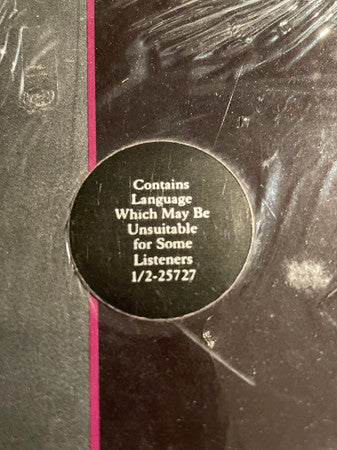 Contains
Language
Which May Be
Unsuitable
for Some
Listeners
1/2-25727